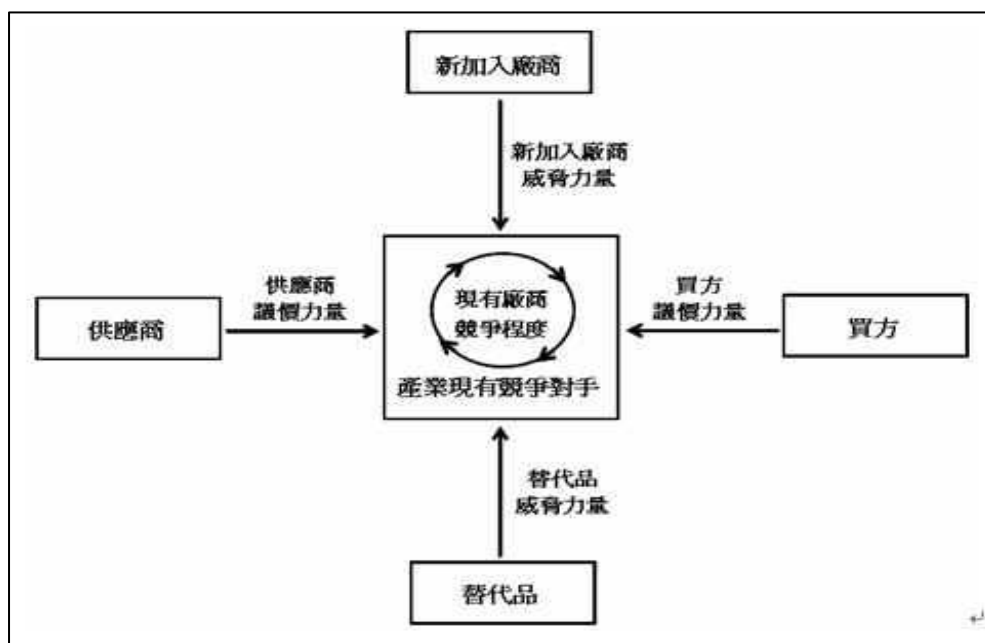 新加入廠商
新加入廠商
威脅力量
供應商
議價力量
買方
議價力量
供應商
現有廠商
競爭程度
產業現有競爭對手
買方
替代品
威脅力量
替代品